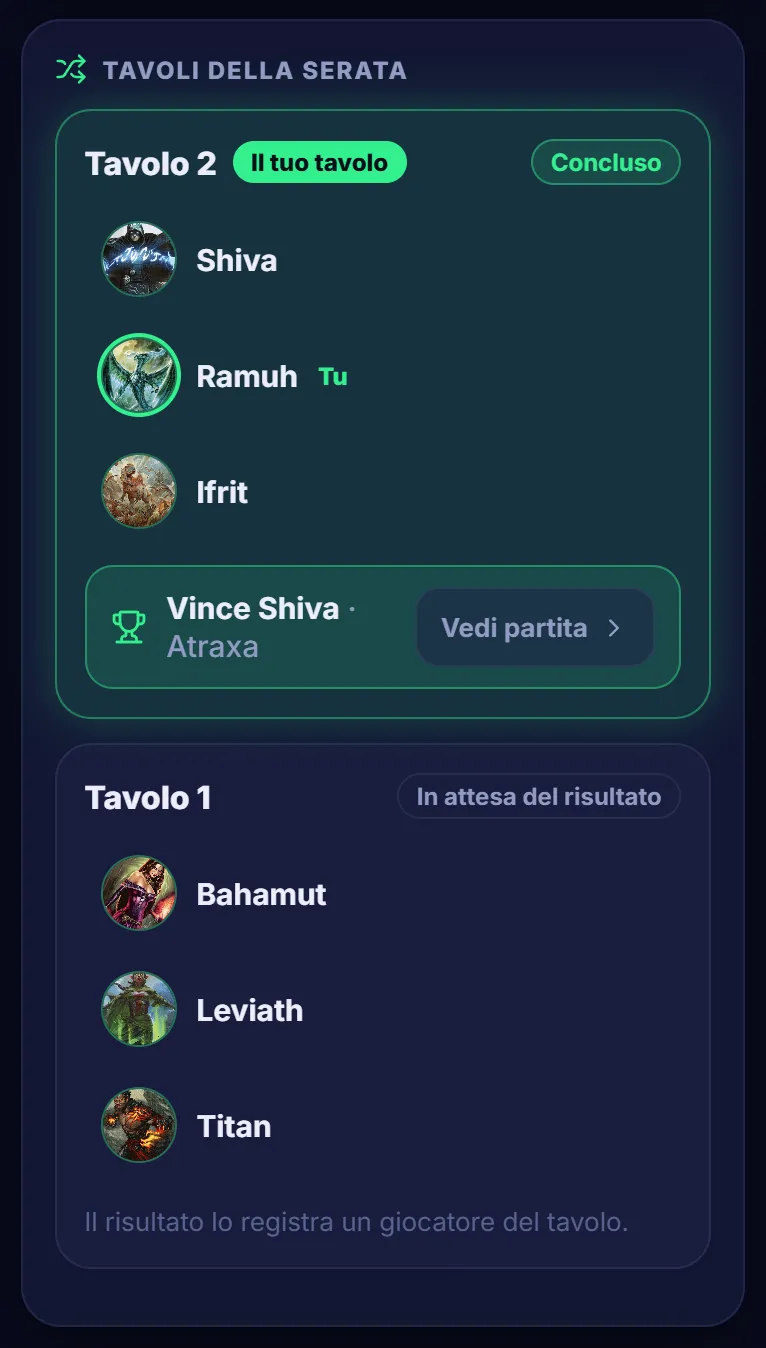 TAVOLI DELLA SERATA
Tavolo 2 Il tuo tavolo Concluso
Shiva
Ramuh Tu
Ifrit
Vince Shiva ·
Atraxa
Vedi partita
Tavolo 1 In attesa del risultato
Bahamut
Leviath
Titan
Il risultato lo registra un giocatore del tavolo.